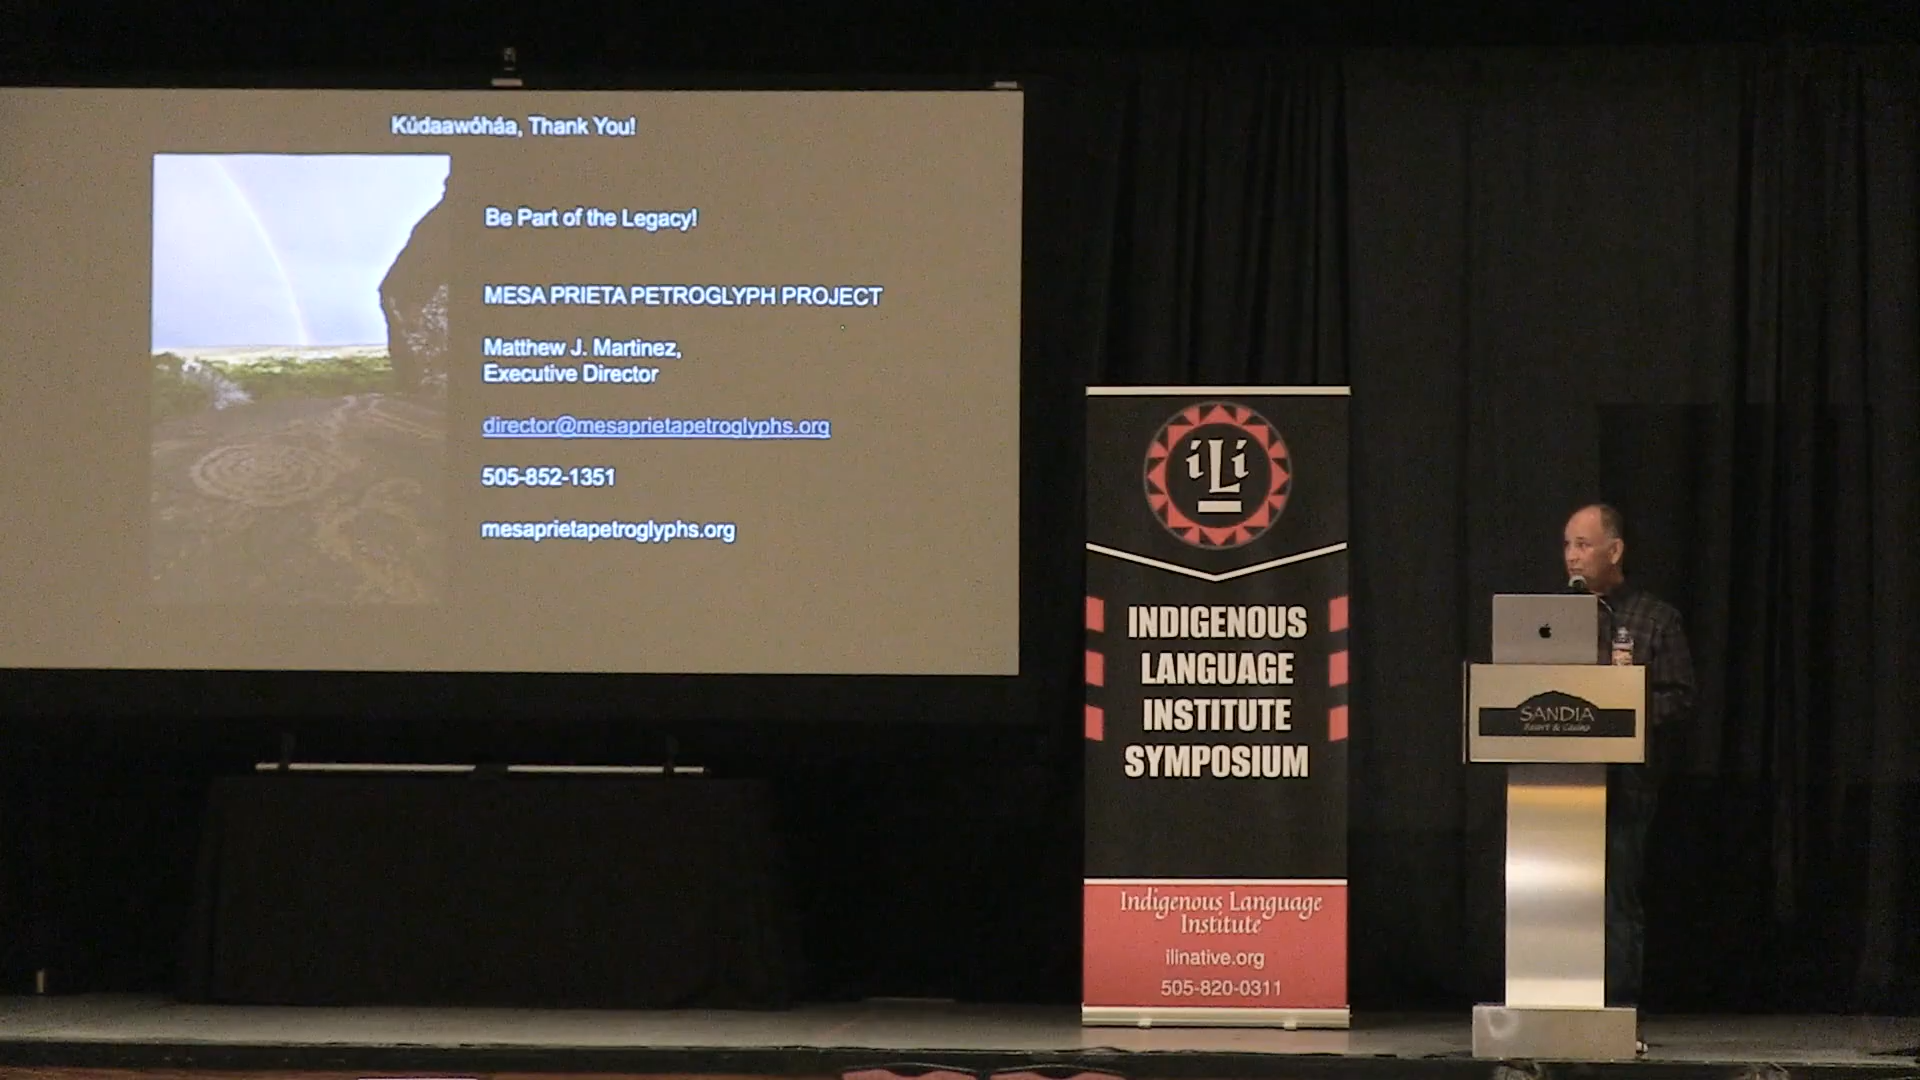 Kúdaawóháa, Thank You!
Be Part of the Legacy!
MESA PRIETA PETROGLYPH PROJECT
Matthew J. Martinez,
Executive Director
director@mesaprietapetroglyphs.org
505-852-1351
mesaprietapetroglyphs.org
iLi
INDIGENOUS
LANGUAGE
INSTITUTE
SYMPOSIUM
Indigenous Language
Institute
ilinative.org
505-820-0311
SANDIA
Resort & Casino